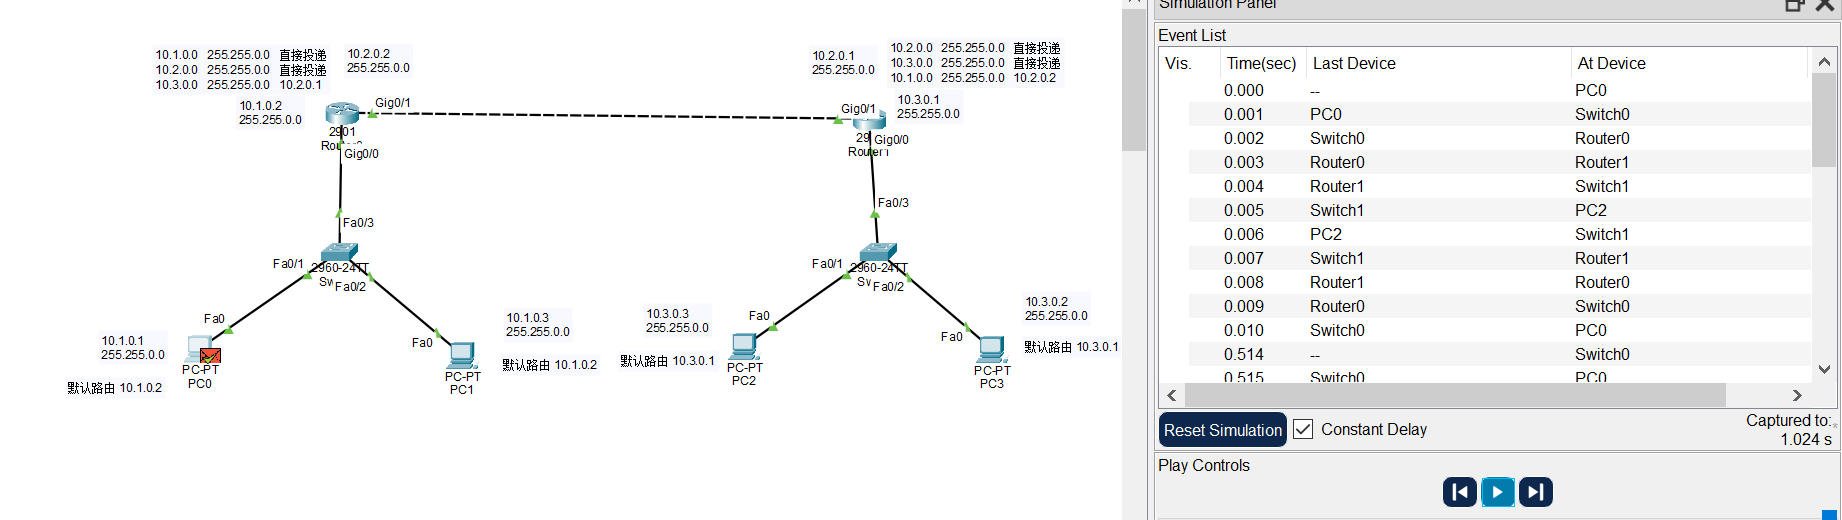 Simulation Panel
Event List
Vis. Time(sec) Last Device At Device
0.000 -- PC0
0.001 PC0 Switch0
0.002 Switch0 Router0
0.003 Router0 Router1
0.004 Router1 Switch1
0.005 Switch1 PC2
0.006 PC2 Switch1
0.007 Switch1 Router1
0.008 Router1 Router0
0.009 Router0 Switch0
0.010 Switch0 PC0
0.514 -- Switch0
0.515 Switch0 PC0
Reset Simulation Constant Delay
Captured to:
1.024 s
Play Controls
10.1.0.0 255.255.0.0 直接投递
10.2.0.0 255.255.0.0 直接投递
10.3.0.0 255.255.0.0 10.2.0.1
10.2.0.2
255.255.0.0
10.1.0.2
255.255.0.0
Gig0/1
2901
Gig0/0
10.2.0.1
255.255.0.0
10.2.0.0 255.255.0.0 直接投递
10.3.0.0 255.255.0.0 直接投递
10.1.0.0 255.255.0.0 10.2.0.2
10.3.0.1
255.255.0.0
Gig0/1
Gig0/0
Router1
Fa0/3
Fa0/1
2960-24TT
Fa0/2
Fa0
10.1.0.1
255.255.0.0
默认路由 10.1.0.2
PC-PT
PC0
10.1.0.3
255.255.0.0
默认路由 10.1.0.2
Fa0
PC-PT
PC1
Fa0/3
Fa0/1
2960-24TT
Fa0/2
10.3.0.3
255.255.0.0
默认路由 10.3.0.1
Fa0
PC-PT
PC2
10.3.0.2
255.255.0.0
默认路由 10.3.0.1
Fa0
PC-PT
PC3